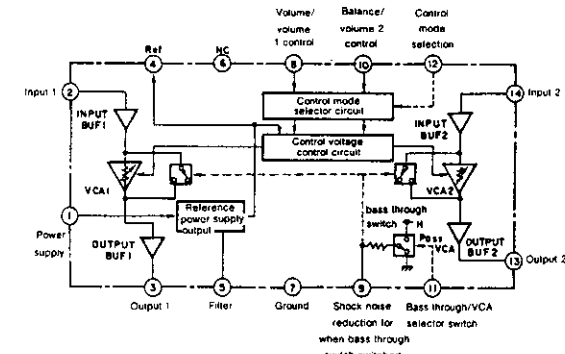 Volume/
volume
1 control
Balance/
volume 2
control
Control
mode
selection
Ref
NC
4
6
8
10
12
Input 1
2
14
Input 2
INPUT
BUF1
Control mode
selector circuit
INPUT
BUF2
Control voltage
control circuit
VCA1
VCA2
1
Power
supply
Reference
power supply
output
bass through
switch
H
Pass
VCA
OUTPUT
BUF1
OUTPUT
BUF2
13
Output 2
3
5
7
9
11
Output 1
Filter
Ground
Shock noise
reduction for
when bass through
Bass through/VCA
selector switch